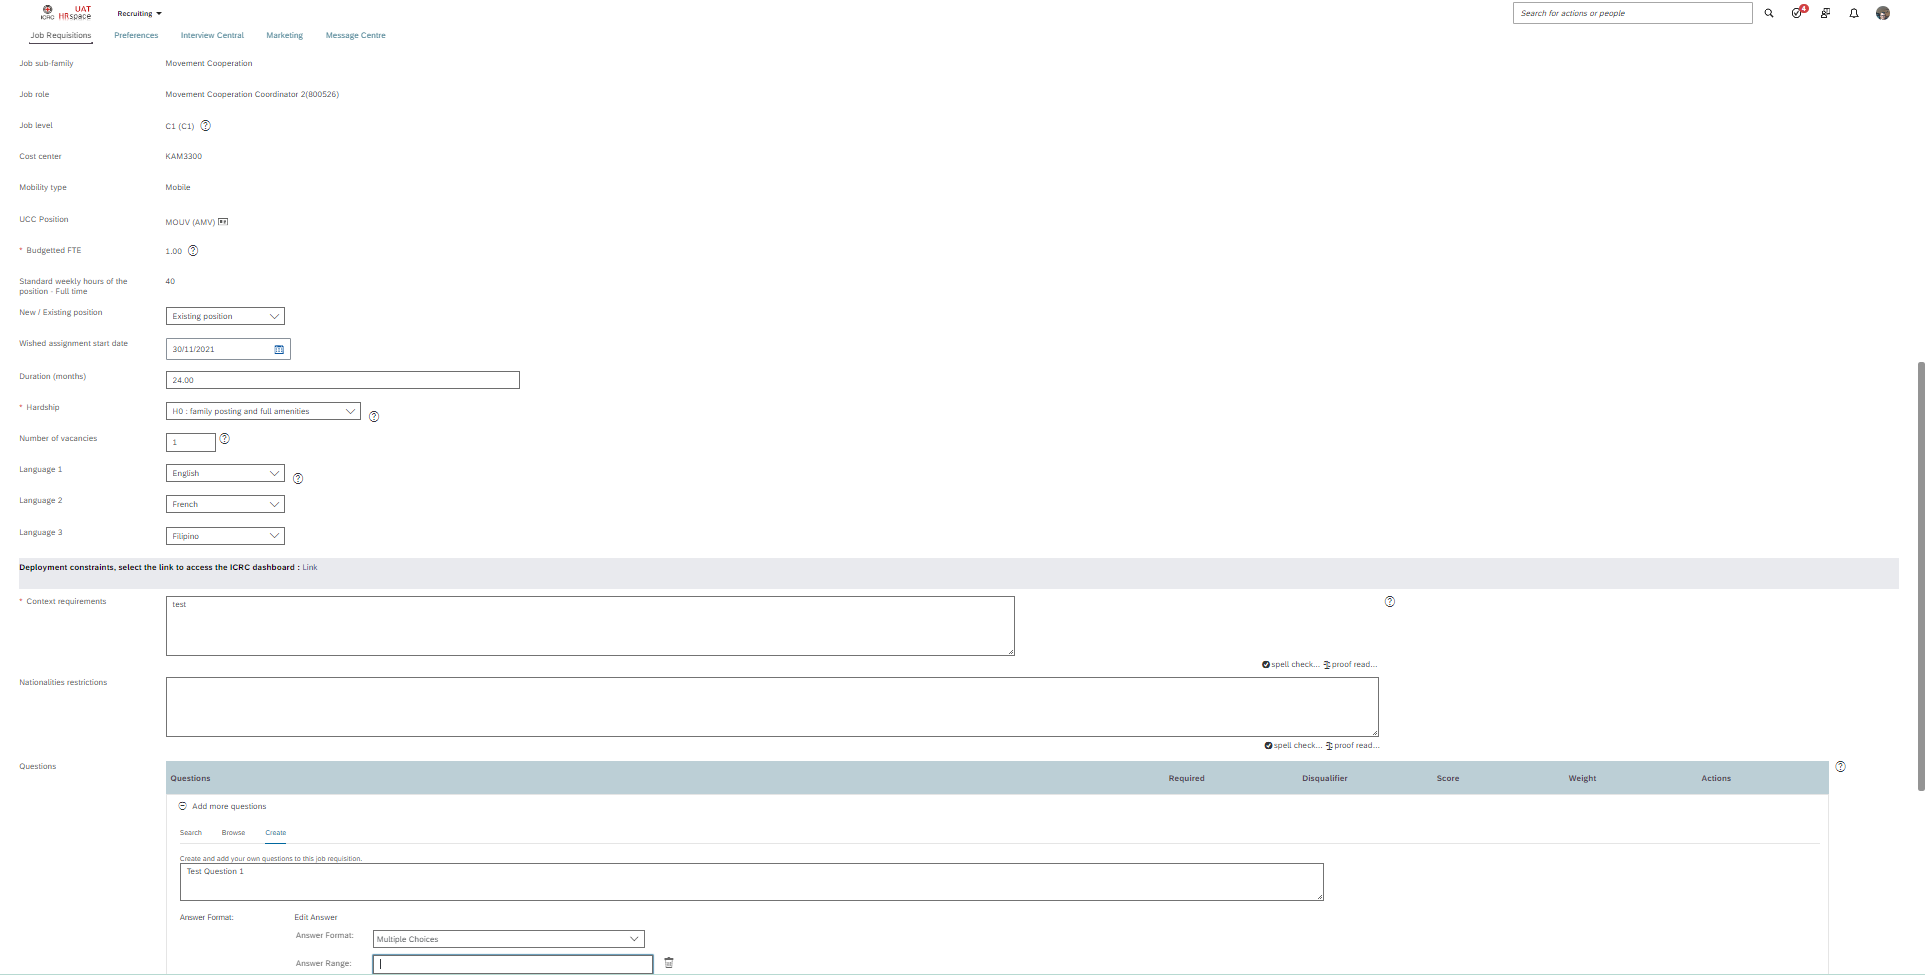 ICRC UAT HRspace Recruiting Search for actions or people 4
Job Requisitions Preferences Interview Central Marketing Message Centre
Job sub-family Movement Cooperation
Job role Movement Cooperation Coordinator 2(800526)
Job level C1 (C1) ?
Cost center KAM3300
Mobility type Mobile
UCC Position MOUV (AMV)
* Budgetted FTE 1.00 ?
Standard weekly hours of the 40
position - Full time
New / Existing position Existing position
Wished assignment start date 30/11/2021
Duration (months) 24.00
* Hardship H0 : family posting and full amenities ?
Number of vacancies 1 ?
Language 1 English ?
Language 2 French
Language 3 Filipino
Deployment constraints, select the link to access the ICRC dashboard : Link
* Context requirements test ?
spell check... proof read...
Nationalities restrictions
spell check... proof read...
Questions ?
Questions Required Disqualifier Score Weight Actions
Add more questions
Search Browse Create
Create and add your own questions to this job requisition.
Test Question 1
Answer Format: Edit Answer
Answer Format: Multiple Choices
Answer Range: